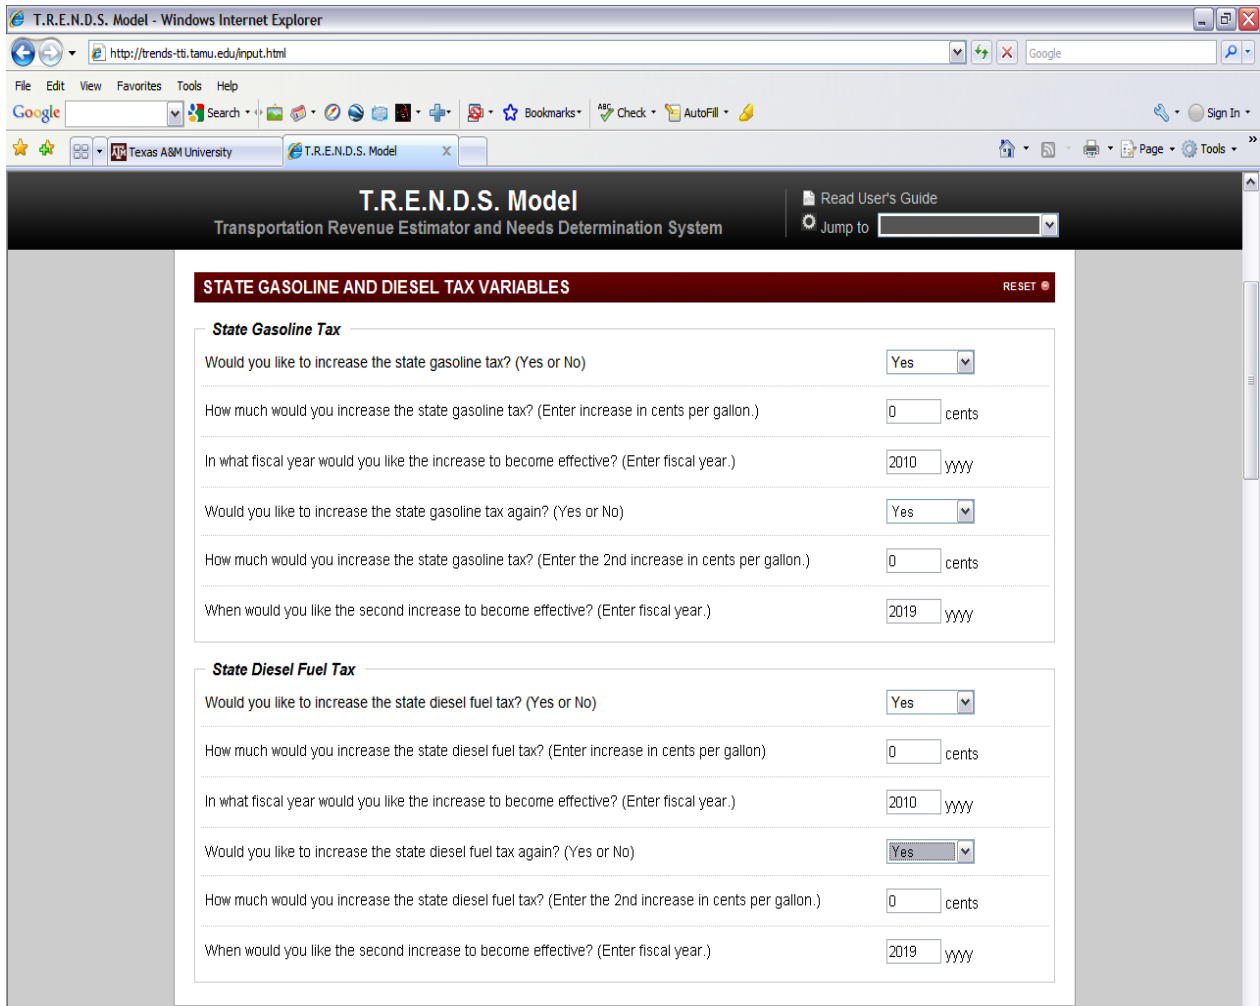 T.R.E.N.D.S. Model - Windows Internet Explorer
http://trends-tti.tamu.edu/input.html
Google
File Edit View Favorites Tools Help
Google Search Bookmarks ABC Check AutoFill Sign In
Texas A&M University T.R.E.N.D.S. Model X Page Tools »
T.R.E.N.D.S. Model
Transportation Revenue Estimator and Needs Determination System
Read User's Guide
Jump to
STATE GASOLINE AND DIESEL TAX VARIABLES RESET
State Gasoline Tax
Would you like to increase the state gasoline tax? (Yes or No) Yes
How much would you increase the state gasoline tax? (Enter increase in cents per gallon.) 0 cents
In what fiscal year would you like the increase to become effective? (Enter fiscal year.) 2010 yyyy
Would you like to increase the state gasoline tax again? (Yes or No) Yes
How much would you increase the state gasoline tax? (Enter the 2nd increase in cents per gallon.) 0 cents
When would you like the second increase to become effective? (Enter fiscal year.) 2019 yyyy
State Diesel Fuel Tax
Would you like to increase the state diesel fuel tax? (Yes or No) Yes
How much would you increase the state diesel fuel tax? (Enter increase in cents per gallon) 0 cents
In what fiscal year would you like the increase to become effective? (Enter fiscal year.) 2010 yyyy
Would you like to increase the state diesel fuel tax again? (Yes or No) Yes
How much would you increase the state diesel fuel tax? (Enter the 2nd increase in cents per gallon.) 0 cents
When would you like the second increase to become effective? (Enter fiscal year.) 2019 yyyy